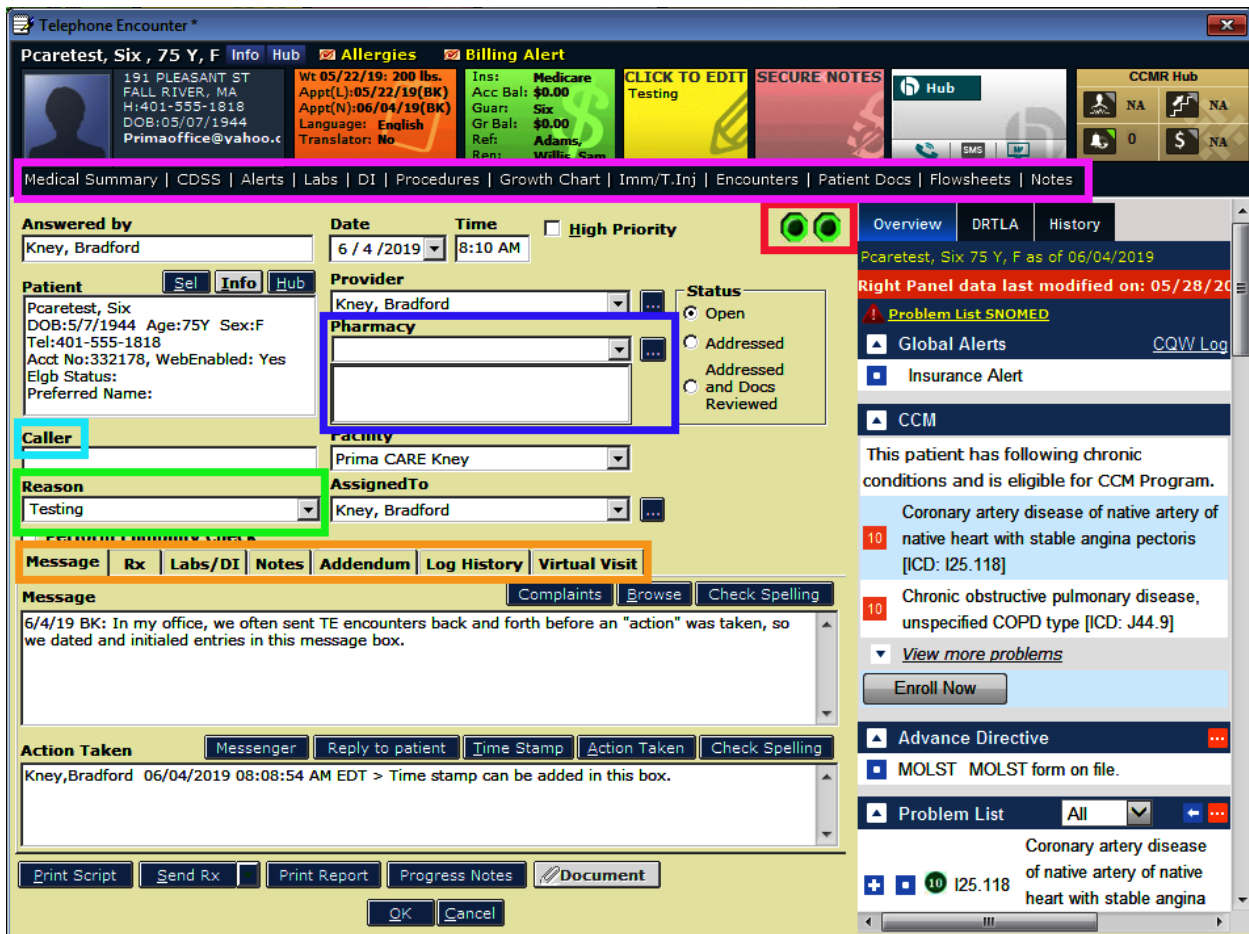 Telephone Encounter *
Pcaretest, Six , 75 Y, F Info Hub Allergies Billing Alert
191 PLEASANT ST
FALL RIVER, MA
H:401-555-1818
DOB:05/07/1944
Primaoffice@yahoo.c
Wt 05/22/19: 200 lbs.
Appt(L):05/22/19(BK)
Appt(N):06/04/19(BK)
Language: English
Translator: No
Ins: Medicare
Acc Bal: $0.00
Guar: Six
Gr Bal: $0.00
Ref: Adams,
Ren: Willis, Sam
CLICK TO EDIT
Testing
SECURE NOTES
Hub
SMS
CCMR Hub
NA NA
0 NA
Medical Summary | CDSS | Alerts | Labs | DI | Procedures | Growth Chart | Imm/T.Inj | Encounters | Patient Docs | Flowsheets | Notes
Answered by
Kney, Bradford
Date
6 / 4 /2019
Time
8:10 AM
High Priority
Patient Sel Info Hub
Pcaretest, Six
DOB:5/7/1944 Age:75Y Sex:F
Tel:401-555-1818
Acct No:332178, WebEnabled: Yes
Elgb Status:
Preferred Name:
Provider
Kney, Bradford ...
Pharmacy
...
Status
Open
Addressed
Addressed
and Docs
Reviewed
Caller
Facility
Prima CARE Kney
Reason
Testing
AssignedTo
Kney, Bradford ...
Perform Eligibility Check
Message Rx Labs/DI Notes Addendum Log History Virtual Visit
Message Complaints Browse Check Spelling
6/4/19 BK: In my office, we often sent TE encounters back and forth before an "action" was taken, so
we dated and initialed entries in this message box.
Action Taken Messenger Reply to patient Time Stamp Action Taken Check Spelling
Kney,Bradford 06/04/2019 08:08:54 AM EDT > Time stamp can be added in this box.
Print Script Send Rx Print Report Progress Notes Document
OK Cancel
Overview DRTLA History
Pcaretest, Six 75 Y, F as of 06/04/2019
Right Panel data last modified on: 05/28/20
Problem List SNOMED
Global Alerts CQW Log
Insurance Alert
CCM
This patient has following chronic
conditions and is eligible for CCM Program.
Coronary artery disease of native artery of
10 native heart with stable angina pectoris
[ICD: I25.118]
10 Chronic obstructive pulmonary disease,
unspecified COPD type [ICD: J44.9]
View more problems
Enroll Now
Advance Directive ...
MOLST MOLST form on file.
Problem List All ...
Coronary artery disease
of native artery of native
10 I25.118 heart with stable angina